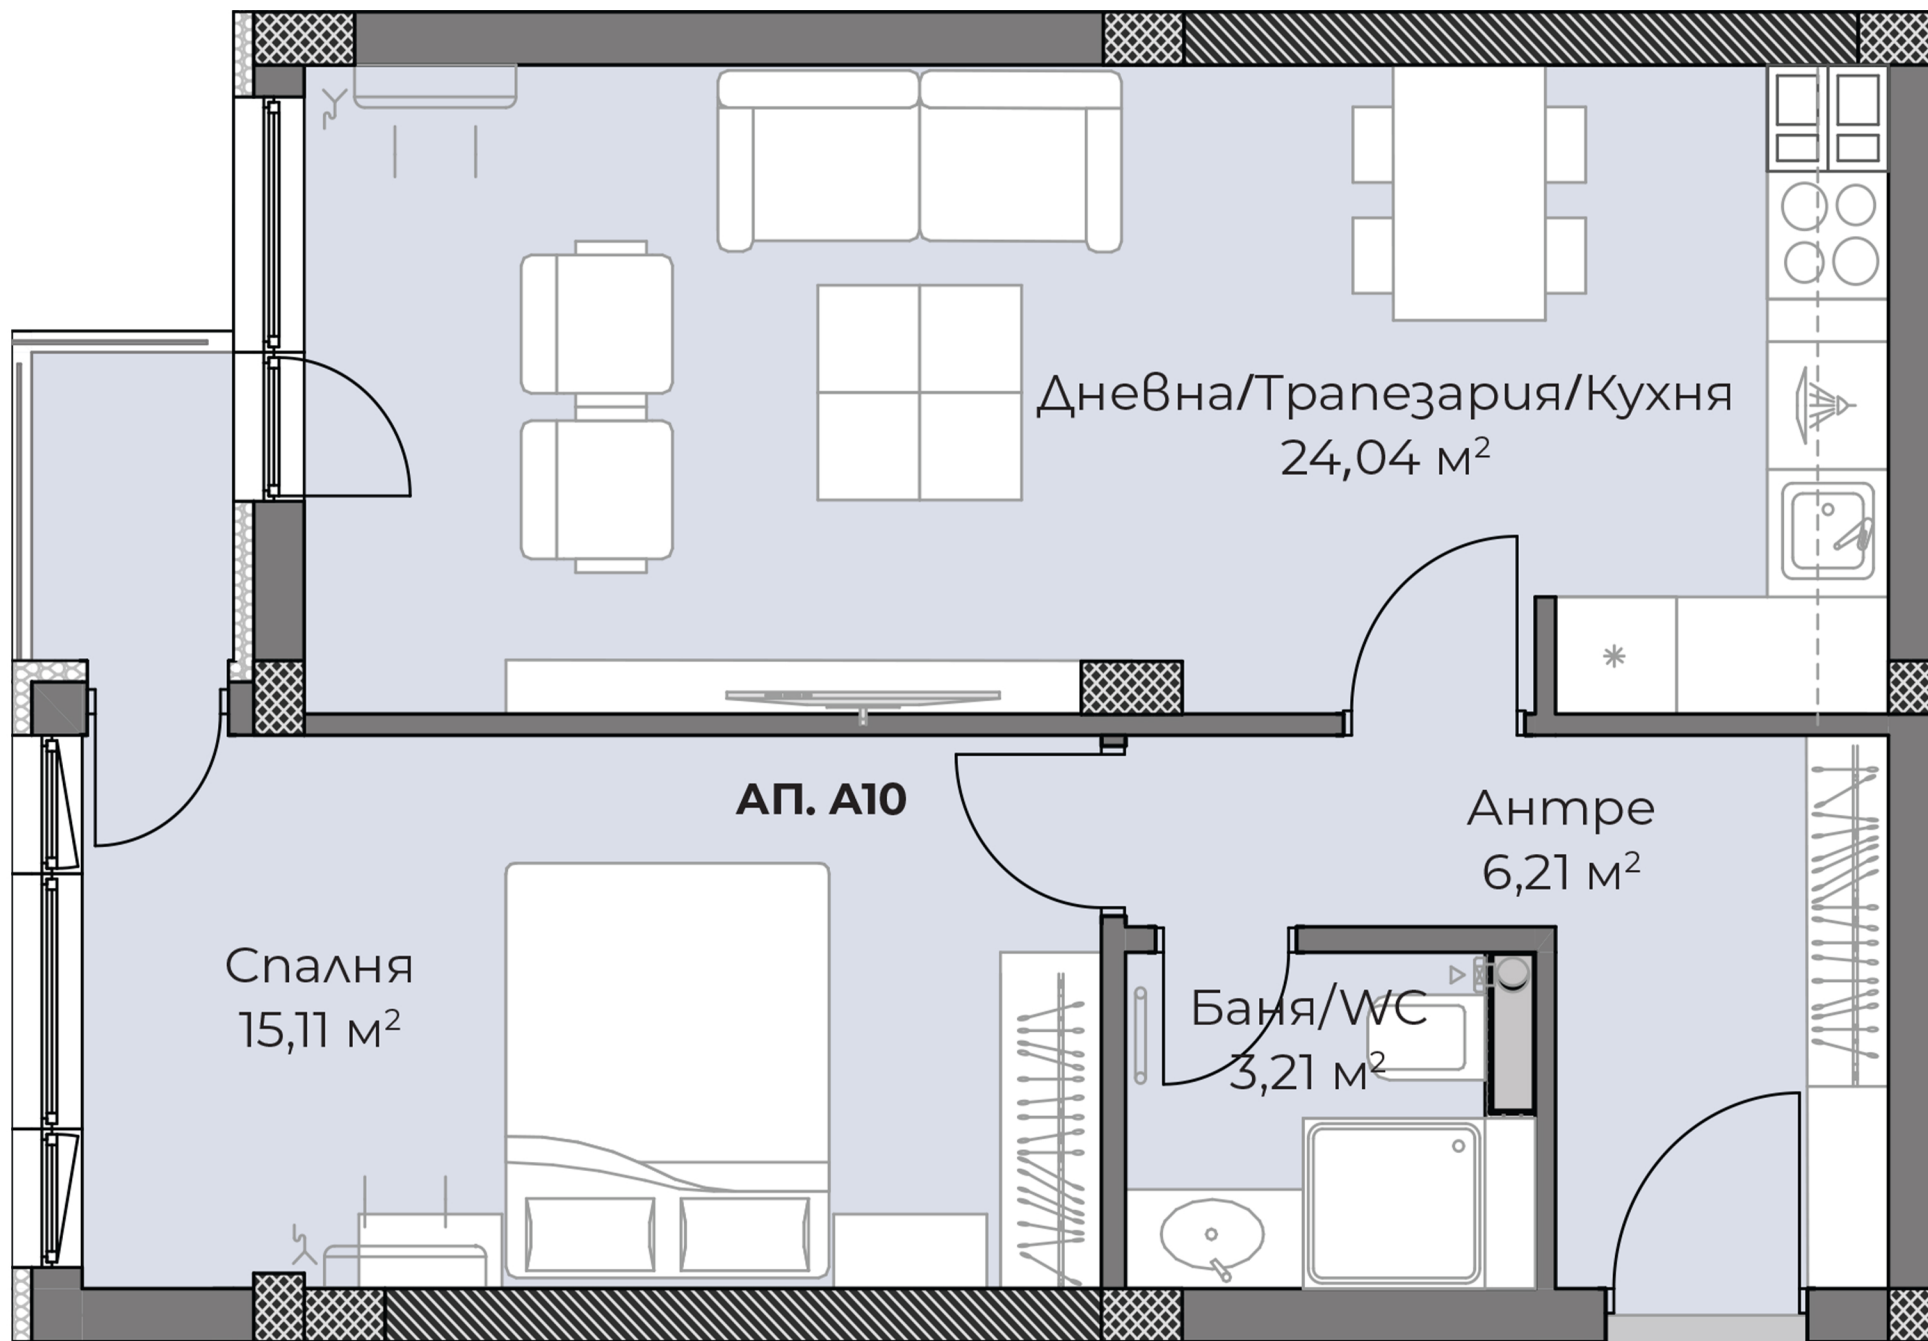 Дневна/Трапезария/Кухня
24,04 м²
АП. А10
Антре
6,21 м²
Спалня
15,11 м²
Баня/WC
3,21 м²